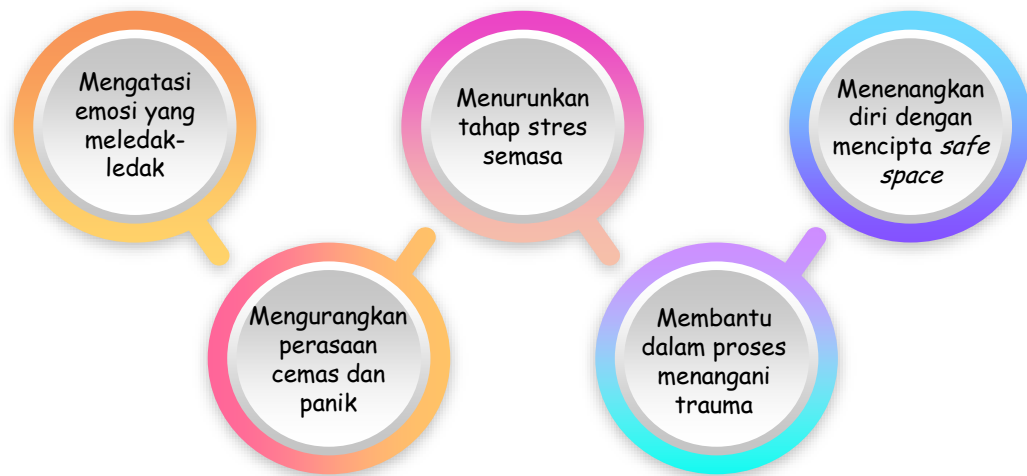 Mengatasi
emosi yang
meledak-
ledak
Mengurangkan
perasaan
cemas dan
panik
Menurunkan
tahap stres
semasa
Membantu
dalam proses
menangani
trauma
Menenangkan
diri dengan
mencipta safe
space